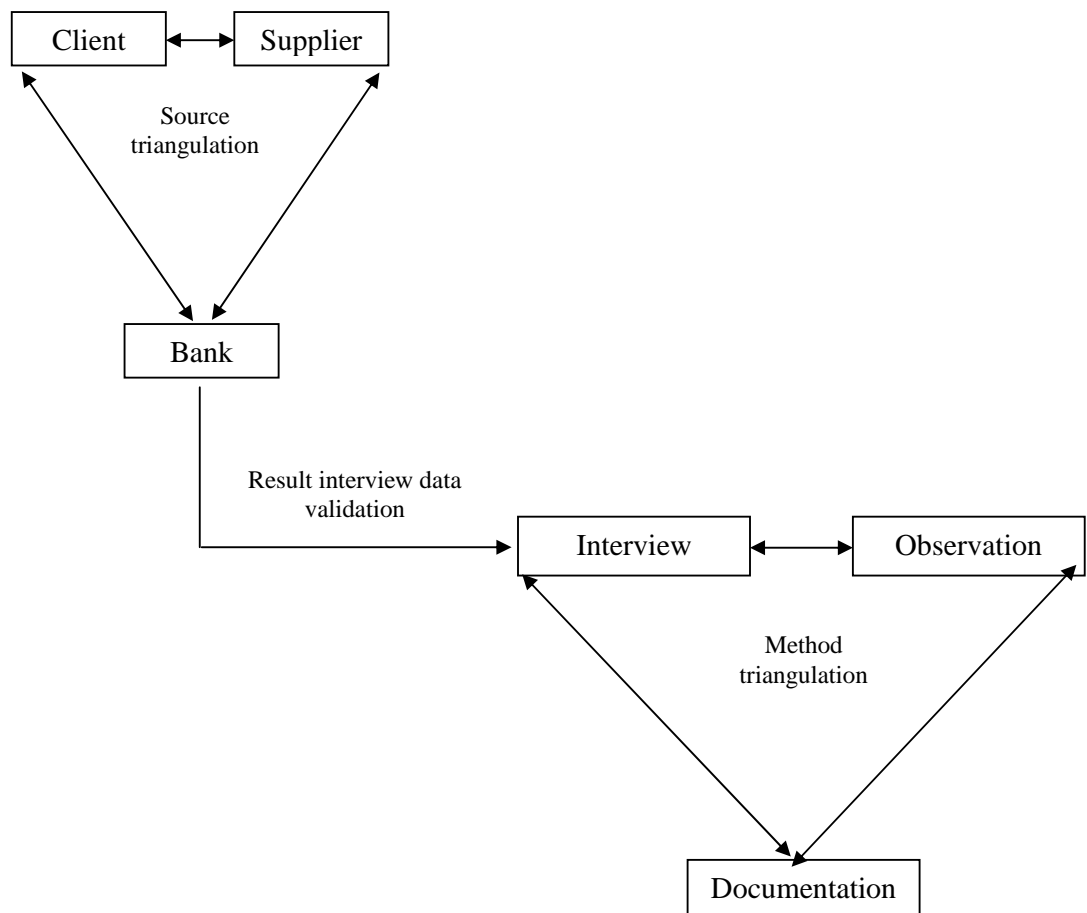 Client
Supplier
Source
triangulation
Bank
Result interview data
validation
Interview
Observation
Method
triangulation
Documentation